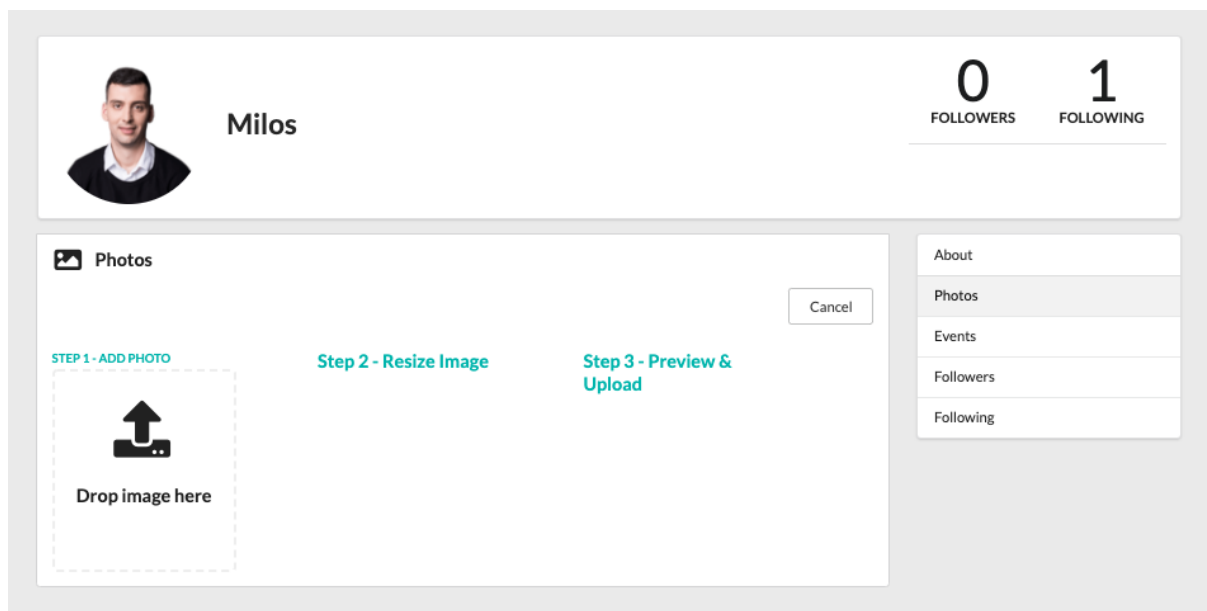 Milos
0
FOLLOWERS
1
FOLLOWING
Photos
Cancel
STEP 1 - ADD PHOTO
Drop image here
Step 2 - Resize Image
Step 3 - Preview &
Upload
About
Photos
Events
Followers
Following